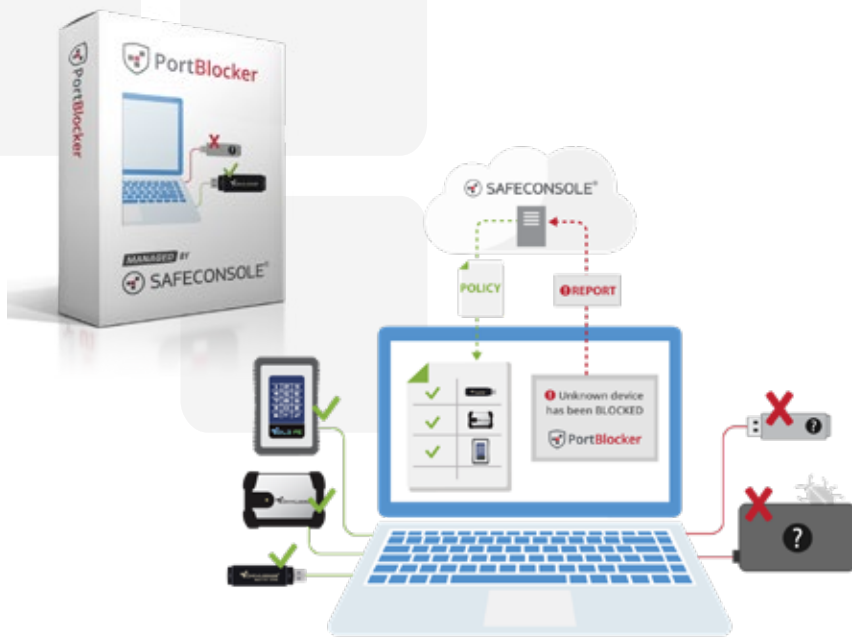 PortBlocker
PortBlocker
MANAGED BY
SAFECONSOLE®
SAFECONSOLE®
POLICY
REPORT
Unknown device
has been BLOCKED
PortBlocker
?
?
?